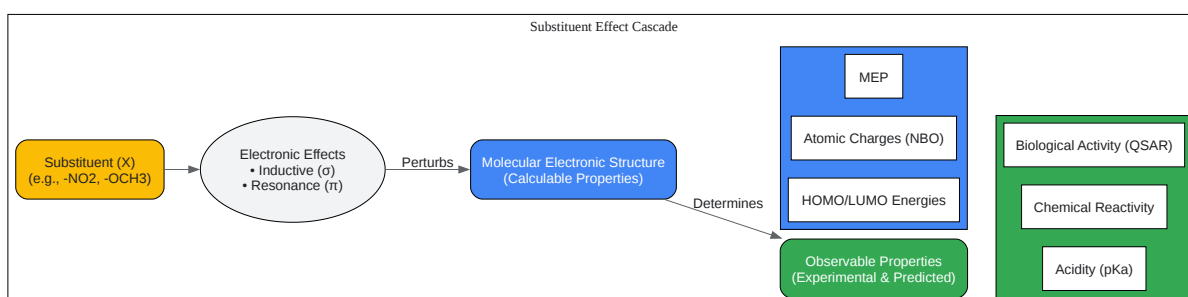 Substituent Effect Cascade
Substituent (X)
(e.g., -NO2, -OCH3)
Electronic Effects
• Inductive (σ)
• Resonance (π)
Perturbs
Molecular Electronic Structure
(Calculable Properties)
Determines
MEP
Atomic Charges (NBO)
HOMO/LUMO Energies
Observable Properties
(Experimental & Predicted)
Biological Activity (QSAR)
Chemical Reactivity
Acidity (pKa)